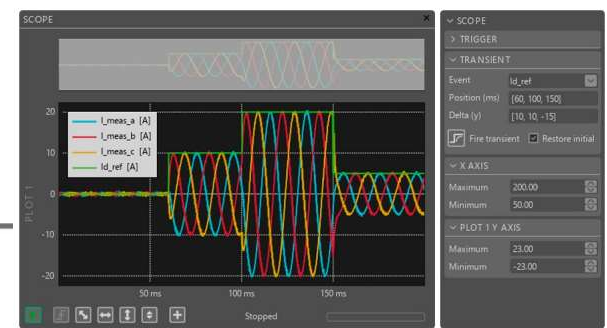 SCOPE
×
20
10
0
-10
-20
I_meas_a [A]
I_meas_b [A]
I_meas_c [A]
Id_ref [A]
PLOT 1
50 ms
100 ms
150 ms
Stopped
SCOPE
TRIGGER
TRANSIENT
Event Id_ref
Position (ms) [60, 100, 150]
Delta (y) [10, 10, -15]
Fire transient Restore initial
X AXIS
Maximum 200.00
Minimum 50.00
PLOT 1 Y AXIS
Maximum 23.00
Minimum -23.00